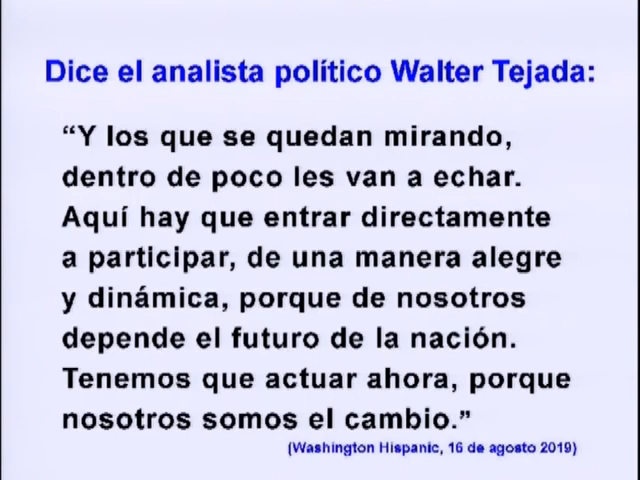 Dice el analista político Walter Tejada:
“Y los que se quedan mirando,
dentro de poco les van a echar.
Aquí hay que entrar directamente
a participar, de una manera alegre
y dinámica, porque de nosotros
depende el futuro de la nación.
Tenemos que actuar ahora, porque
nosotros somos el cambio.”
(Washington Hispanic, 16 de agosto 2019)